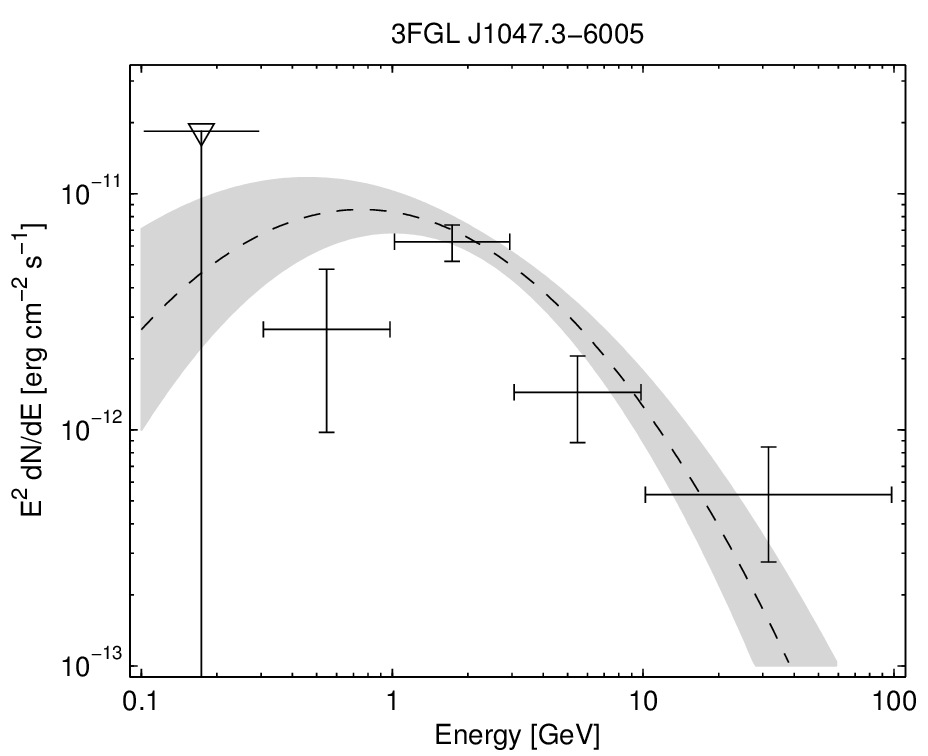 3FGL J1047.3−6005
E² dN/dE [erg cm⁻² s⁻¹]
10⁻¹¹
10⁻¹²
10⁻¹³
0.1 1 10 100
Energy [GeV]